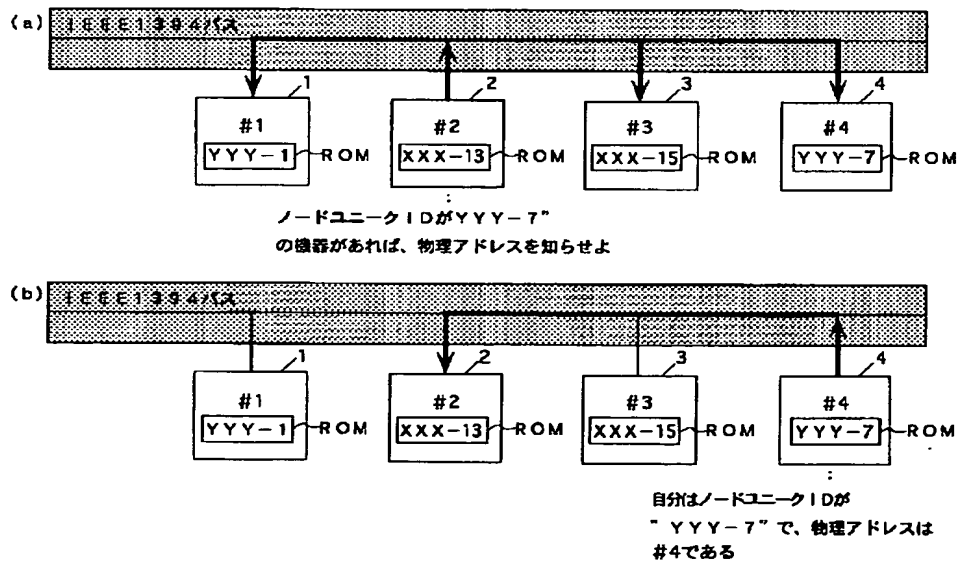 (a) IEEE1394バス
1 2 3 4
#1 #2 #3 #4
YYY-1 ROM XXX-13 ROM XXX-15 ROM YYY-7 ROM
:
ノードユニークIDがYYY-7"
の機器があれば、物理アドレスを知らせよ
(b) IEEE1394バス
1 2 3 4
#1 #2 #3 #4
YYY-1 ROM XXX-13 ROM XXX-15 ROM YYY-7 ROM
:
自分はノードユニークIDが
"YYY-7"で、物理アドレスは
#4である